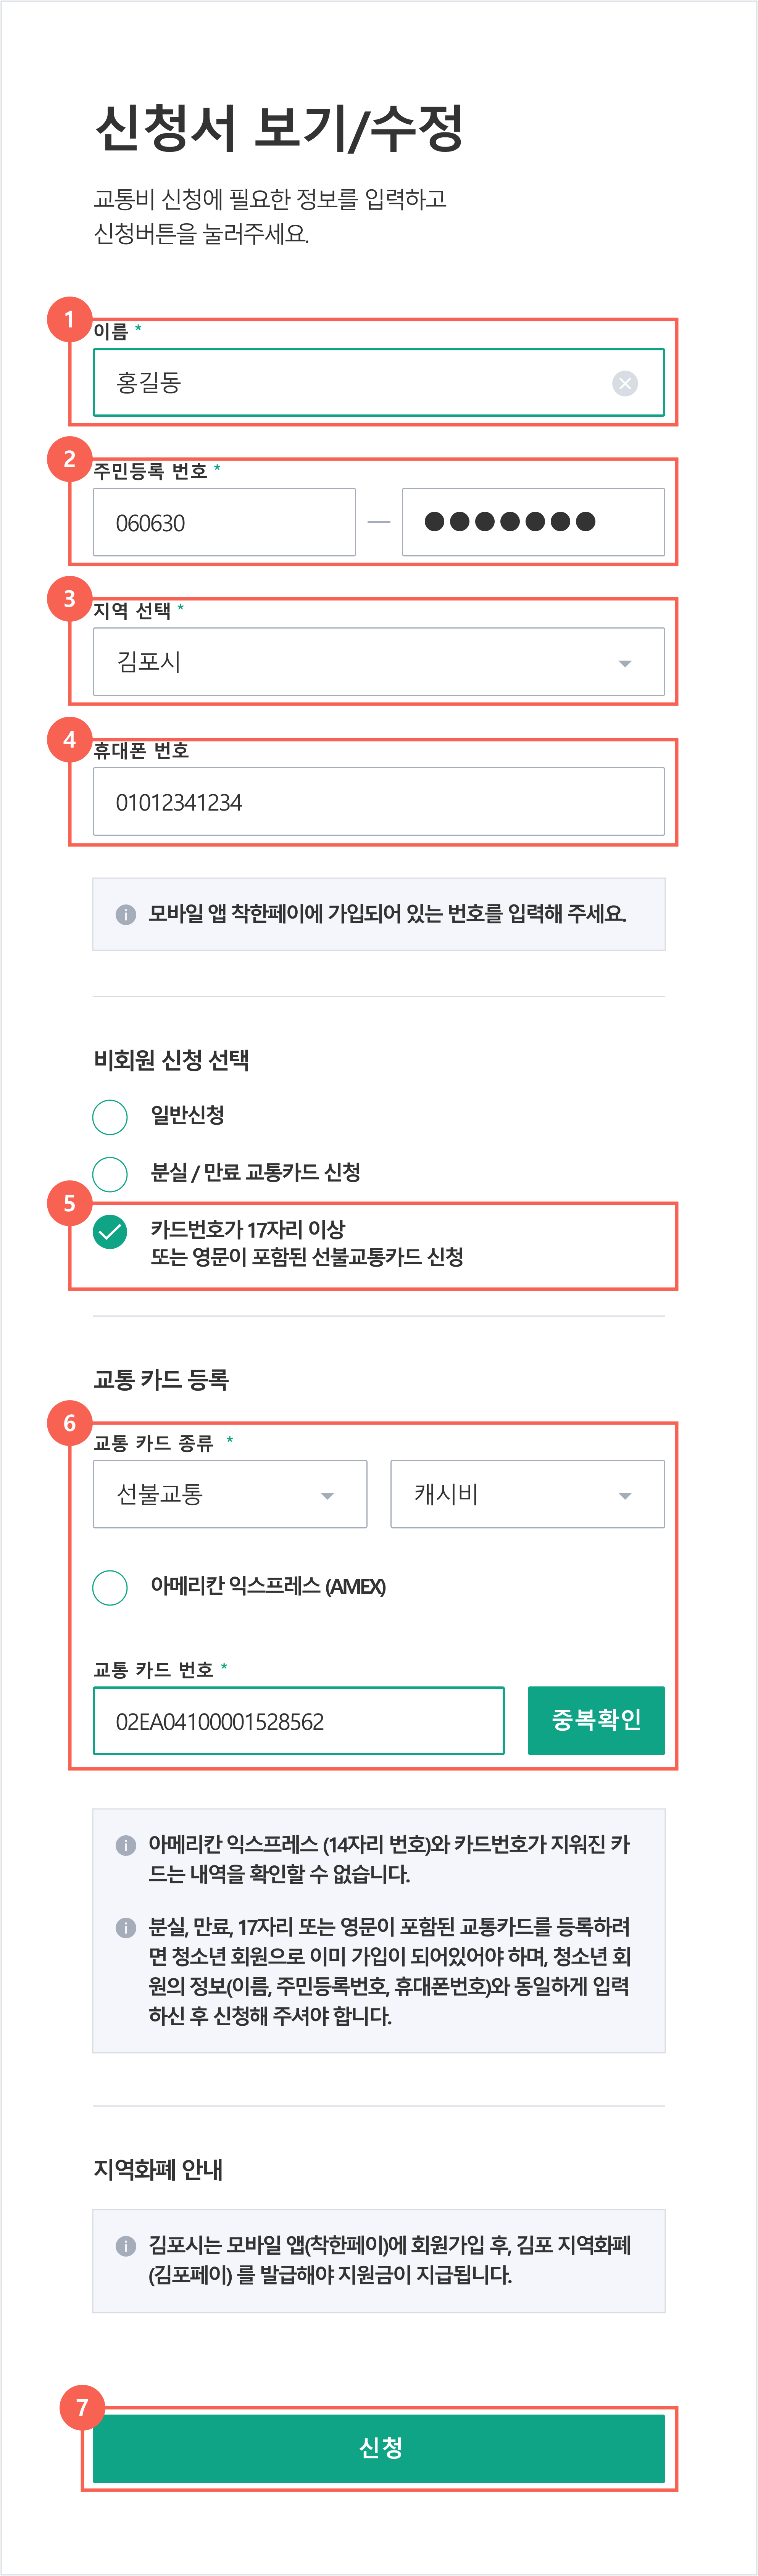 신청서 보기/수정
교통비 신청에 필요한 정보를 입력하고
신청버튼을 눌러주세요.
1
이름 *
홍길동
2
주민등록 번호 *
060630 — ●●●●●●●
3
지역 선택 *
김포시
4
휴대폰 번호
01012341234
모바일 앱 착한페이에 가입되어 있는 번호를 입력해 주세요.
비회원 신청 선택
일반신청
분실 / 만료 교통카드 신청
5
카드번호가 17자리 이상
또는 영문이 포함된 선불교통카드 신청
교통 카드 등록
6
교통 카드 종류 *
선불교통 캐시비
아메리칸 익스프레스 (AMEX)
교통 카드 번호 *
02EA04100001528562 중복확인
아메리칸 익스프레스 (14자리 번호)와 카드번호가 지워진 카
드는 내역을 확인할 수 없습니다.
분실, 만료, 17자리 또는 영문이 포함된 교통카드를 등록하려
면 청소년 회원으로 이미 가입이 되어있어야 하며, 청소년 회
원의 정보(이름, 주민등록번호, 휴대폰번호)와 동일하게 입력
하신 후 신청해 주셔야 합니다.
지역화폐 안내
김포시는 모바일 앱(착한페이)에 회원가입 후, 김포 지역화폐
(김포페이) 를 발급해야 지원금이 지급됩니다.
7
신청